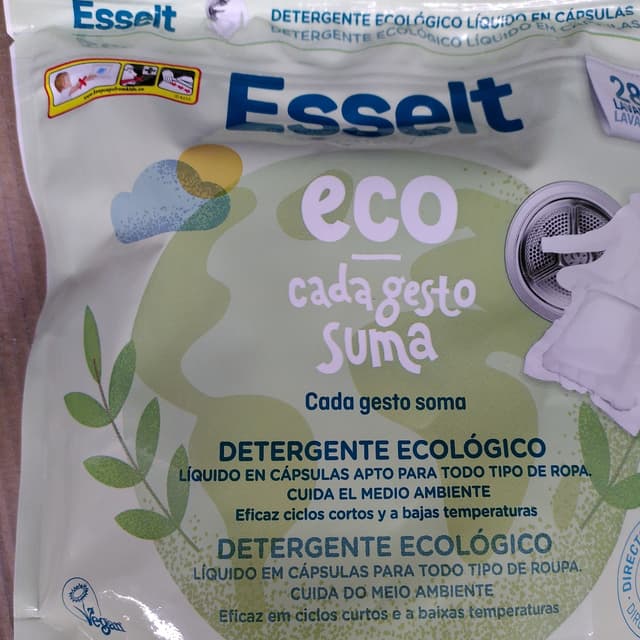 Esselt
DETERGENTE ECOLÓGICO LÍQUIDO EN CÁPSULAS
DETERGENTE ECOLÓGICO LÍQUIDO EM CÁPSULAS
Esselt
28
LAVA
eco
cada gesto
suma
Cada gesto soma
DETERGENTE ECOLÓGICO
LÍQUIDO EN CÁPSULAS APTO PARA TODO TIPO DE ROPA.
CUIDA EL MEDIO AMBIENTE
Eficaz ciclos cortos y a bajas temperaturas
DETERGENTE ECOLÓGICO
LÍQUIDO EM CÁPSULAS PARA TODO TIPO DE ROUPA.
CUIDA DO MEIO AMBIENTE
Eficaz em ciclos curtos e a baixas temperaturas
Vegan
DIRECT